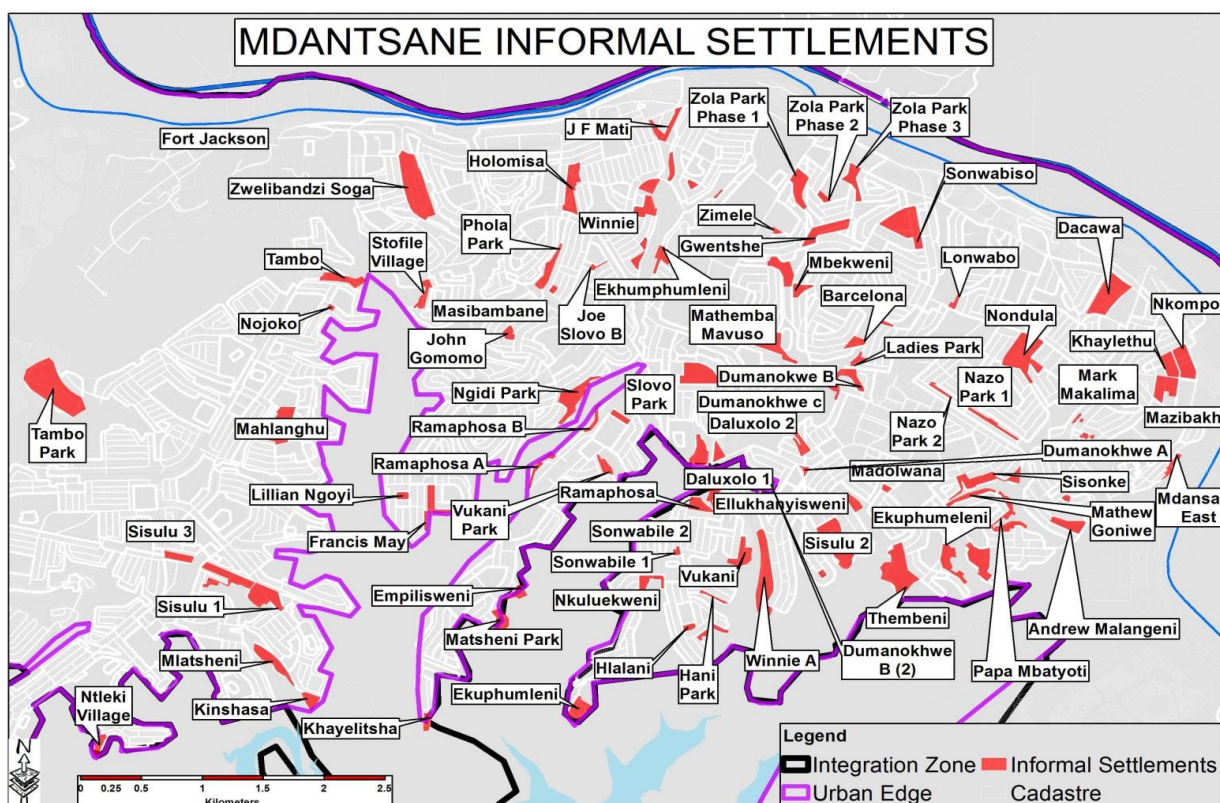 MDANTSANE INFORMAL SETTLEMENTS
Fort Jackson
J F Mati
Zola Park
Phase 1
Zola Park
Phase 2
Zola Park
Phase 3
Holomisa
Zwelibandzi Soga
Sonwabiso
Winnie
Zimele
Phola
Park
Gwentshe
Dacawa
Stofile
Village
Tambo
Mbekweni
Lonwabo
Ekhumphumleni
Masibambane
Barcelona
Nkompo
Nojoko
Joe
Slovo B
Mathemba
Mavuso
Nondula
John
Gomomo
Khaylethu
Ladies Park
Dumanokwe B
Slovo
Park
Nazo
Park 1
Mark
Makalima
Ngidi Park
Dumanokhwe c
Mazibakh
Tambo
Park
Mahlanghu
Ramaphosa B
Daluxolo 2
Nazo
Park 2
Dumanokhwe A
Ramaphosa A
Madolwana
Daluxolo 1
Sisonke
Lillian Ngoyi
Ramaphosa
Ellukhanyisweni
Mdansa
East
Vukani
Park
Mathew
Goniwe
Francis May
Ekuphumeleni
Sisulu 3
Sonwabile 2
Sisulu 2
Sonwabile 1
Vukani
Empilisweni
Nkuluekweni
Sisulu 1
Thembeni
Andrew Malangeni
Matsheni Park
Mlatsheni
Hlalani
Winnie A
Hani
Park
Dumanokhwe
B (2)
Papa Mbatyoti
Ekuphumleni
Kinshasa
Ntleki
Village
Khayelitsha
N
0 0.25 0.5 1 1.5 2 2.5
Kilometers
Legend
Integration Zone
Informal Settlements
Urban Edge
Cadastre